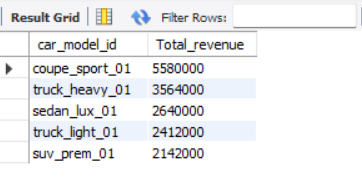 Result Grid Filter Rows:
car_model_id Total_revenue
coupe_sport_01 5580000
truck_heavy_01 3564000
sedan_lux_01 2640000
truck_light_01 2412000
suv_prem_01 2142000